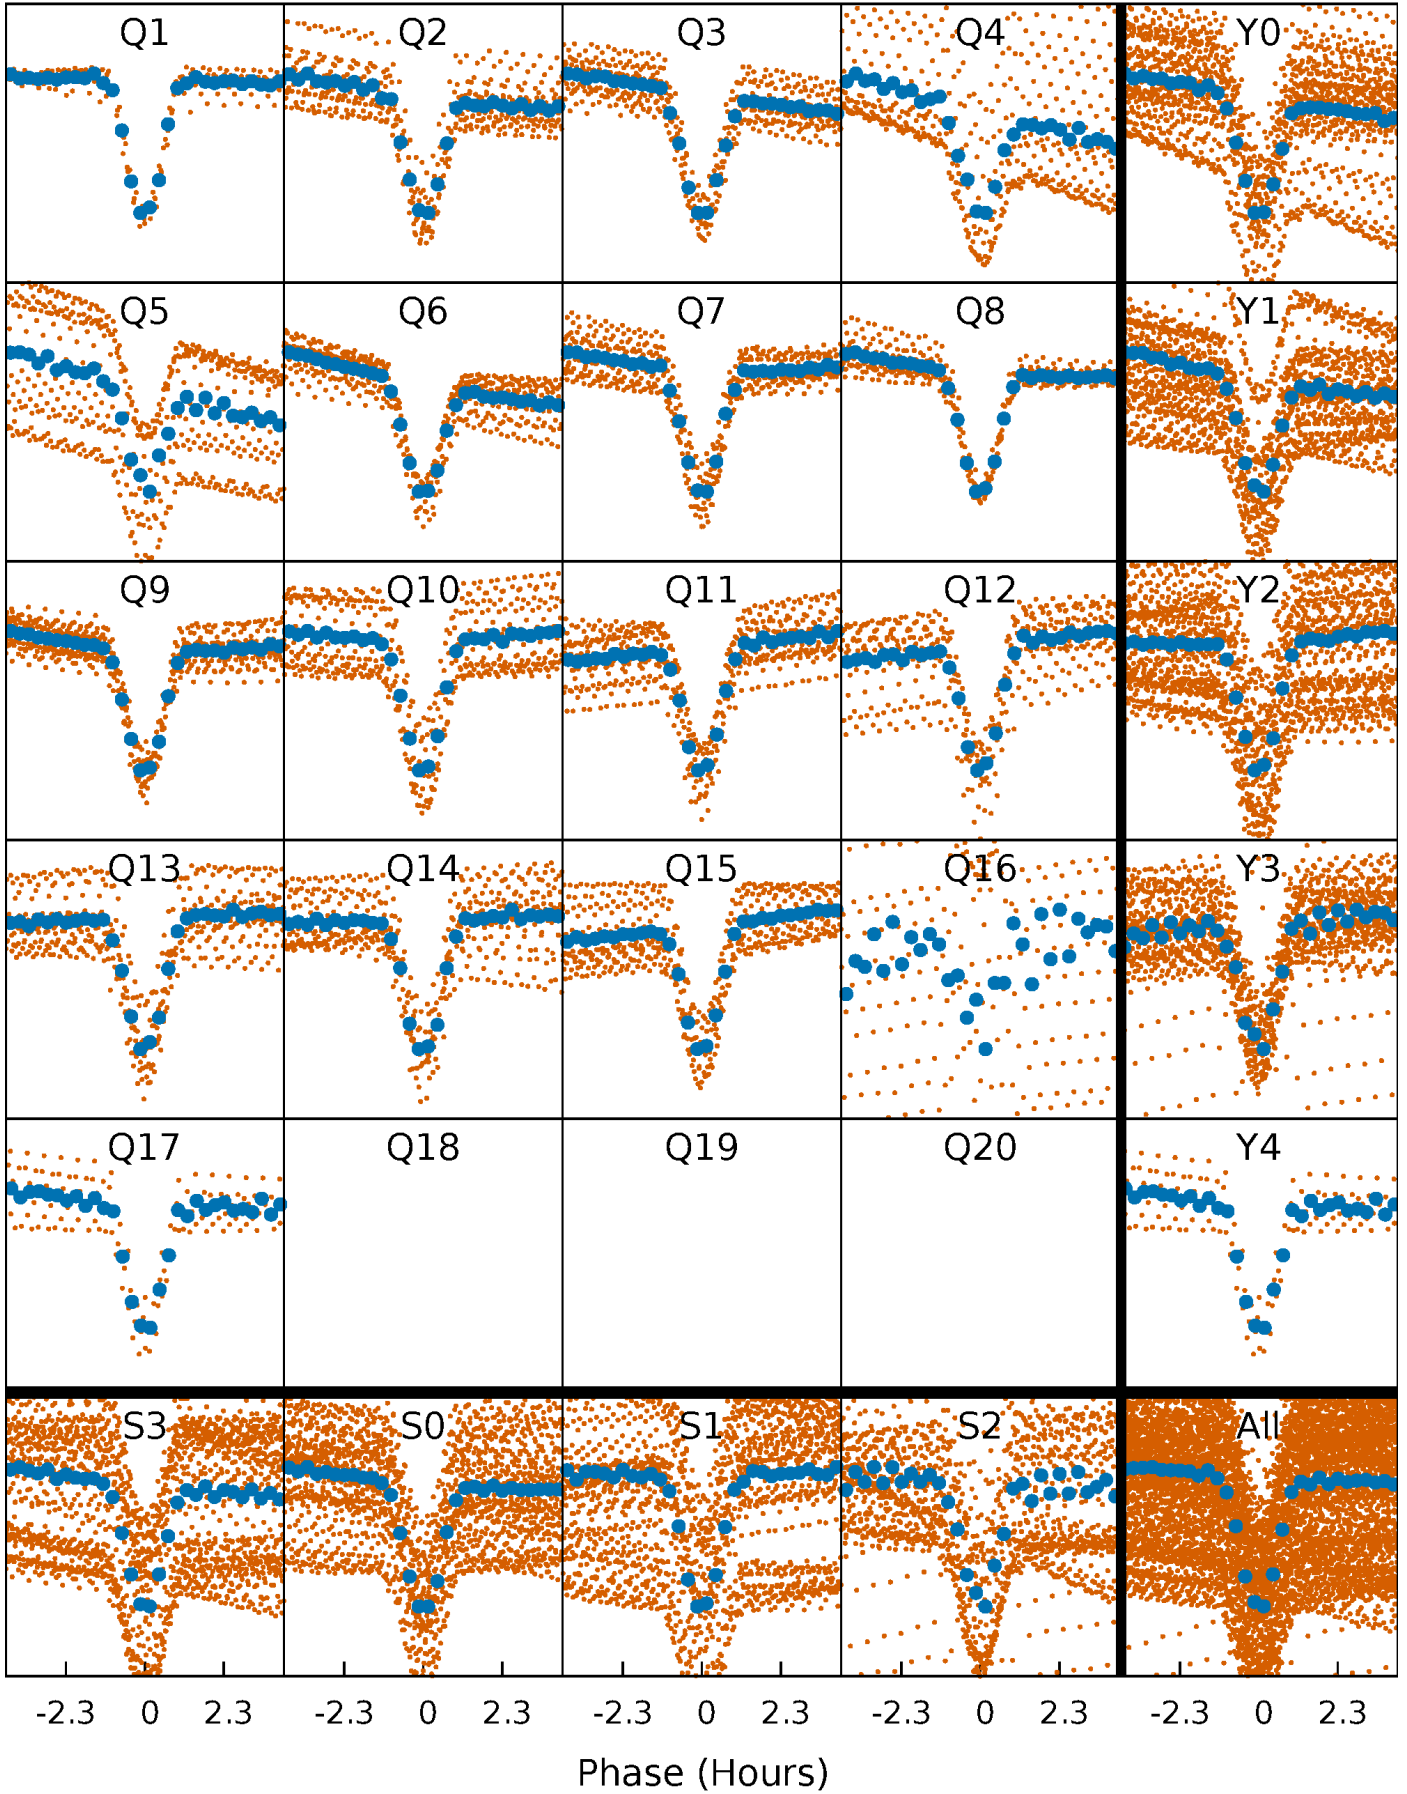 Q1 Q2 Q3 Q4 Y0
Q5 Q6 Q7 Q8 Y1
Q9 Q10 Q11 Q12 Y2
Q13 Q14 Q15 Q16 Y3
Q17 Q18 Q19 Q20 Y4
S3 S0 S1 S2 All
-2.3 0 2.3 -2.3 0 2.3 -2.3 0 2.3 -2.3 0 2.3 -2.3 0 2.3
Phase (Hours)